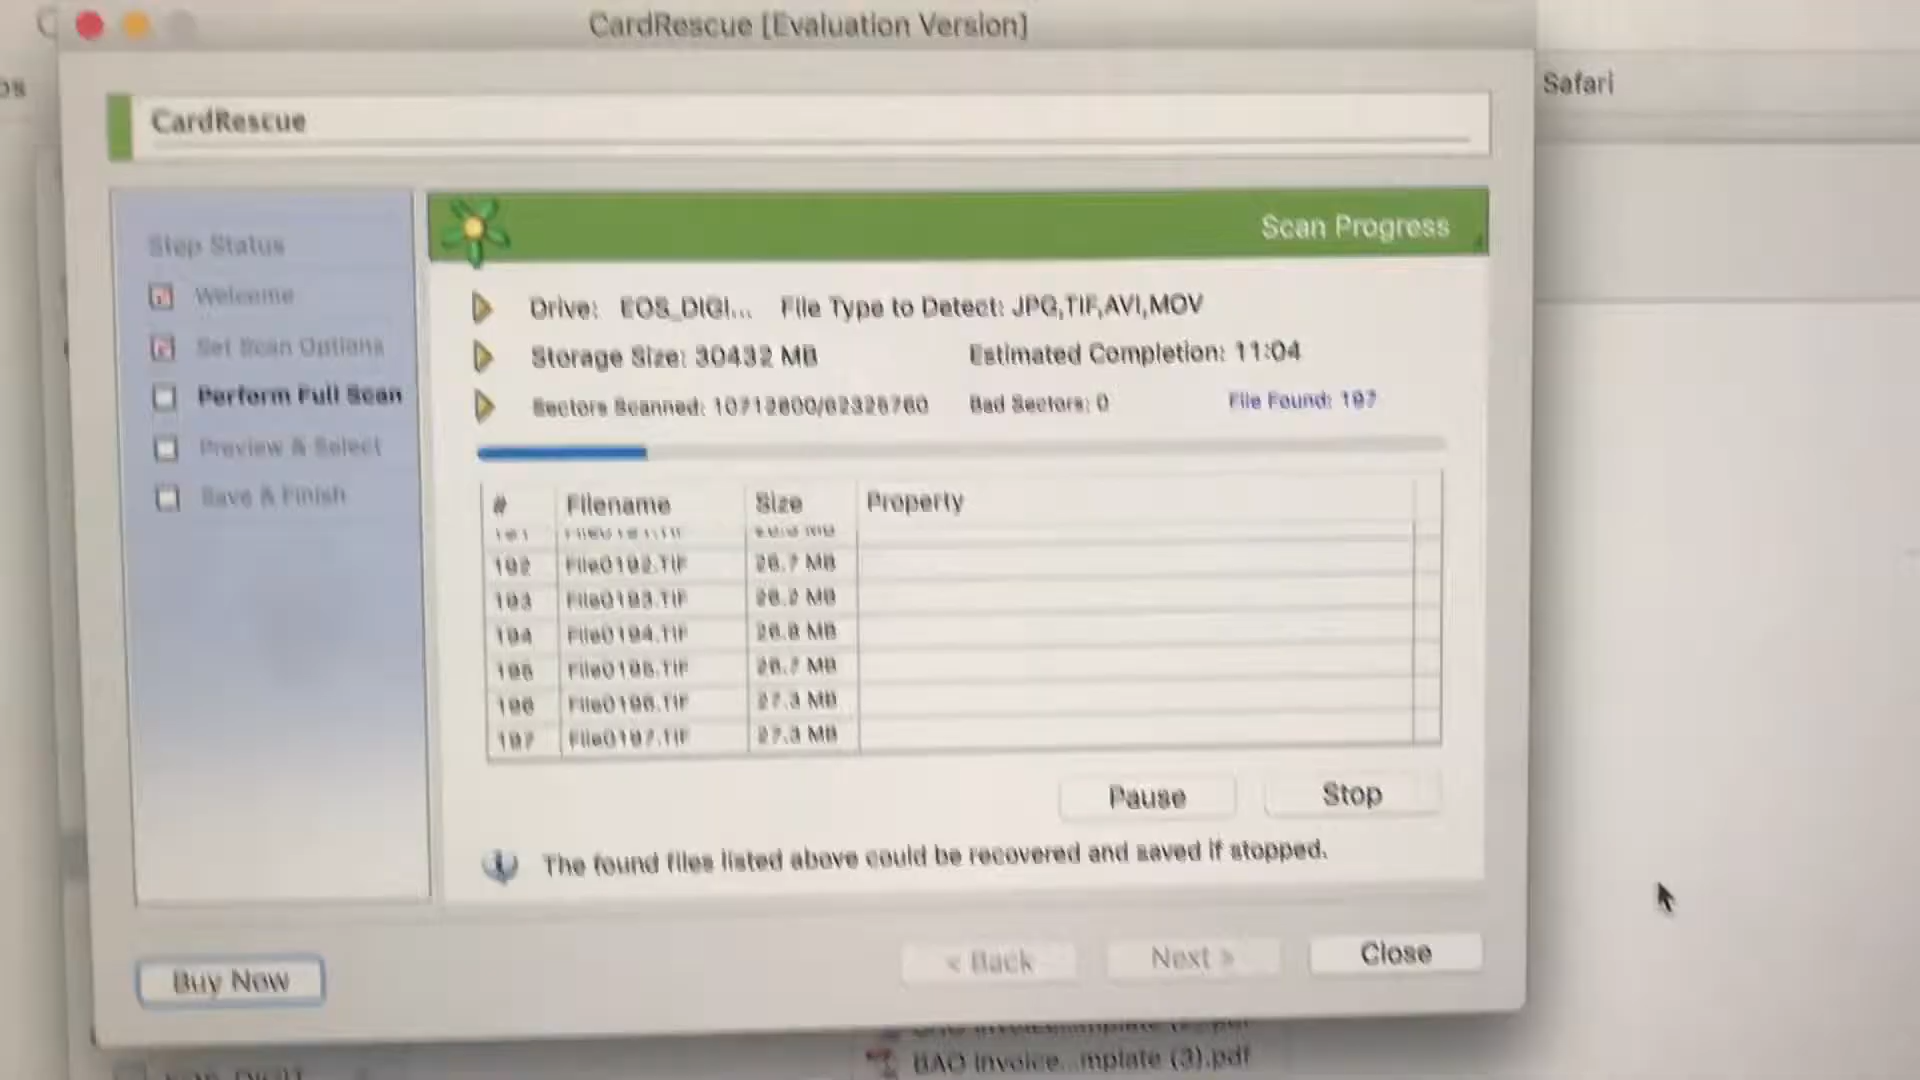 CardRescue [Evaluation Version]
Safari
CardRescue
Step Status
Welcome
Set Scan Options
Perform Full Scan
Preview & Select
Save & Finish
Scan Progress
Drive: EOS_DIGI... File Type to Detect: JPG,TIF,AVI,MOV
Storage Size: 30432 MB Estimated Completion: 11:04
Sectors Scanned: 10712800/62326760 Bad Sectors: 0 File Found: 197
# Filename Size Property
192 File0192.TIF 26.7 MB
193 File0193.TIF 26.2 MB
194 File0194.TIF 26.8 MB
195 File0195.TIF 26.7 MB
196 File0196.TIF 27.3 MB
197 File0197.TIF 27.3 MB
Pause Stop
The found files listed above could be recovered and saved if stopped.
Buy Now < Back Next > Close
BAO Invoice...mplate (3).pdf